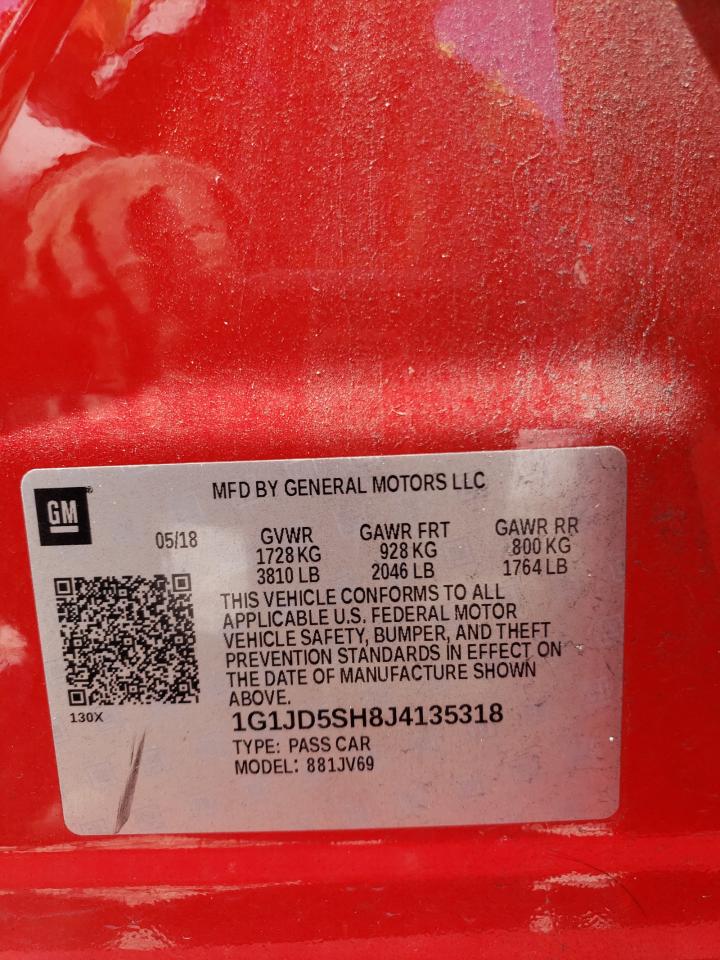 GM
MFD BY GENERAL MOTORS LLC
05/18 GVWR GAWR FRT GAWR RR
1728 KG 928 KG 800 KG
3810 LB 2046 LB 1764 LB
THIS VEHICLE CONFORMS TO ALL
APPLICABLE U.S. FEDERAL MOTOR
VEHICLE SAFETY, BUMPER, AND THEFT
PREVENTION STANDARDS IN EFFECT ON
THE DATE OF MANUFACTURE SHOWN
ABOVE.
130X
1G1JD5SH8J4135318
TYPE: PASS CAR
MODEL: 881JV69